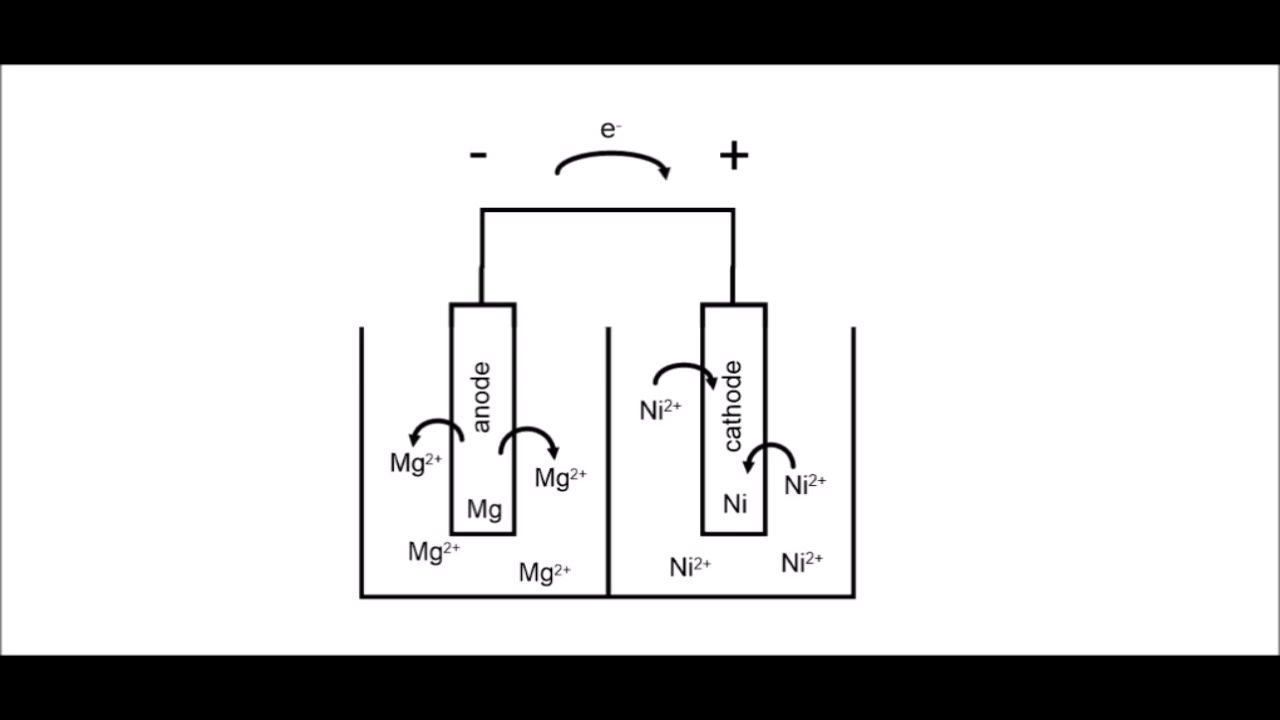 e⁻
- +
anode
cathode
Ni²⁺
Mg²⁺
Mg²⁺
Ni²⁺
Mg
Ni
Mg²⁺
Mg²⁺
Ni²⁺
Ni²⁺